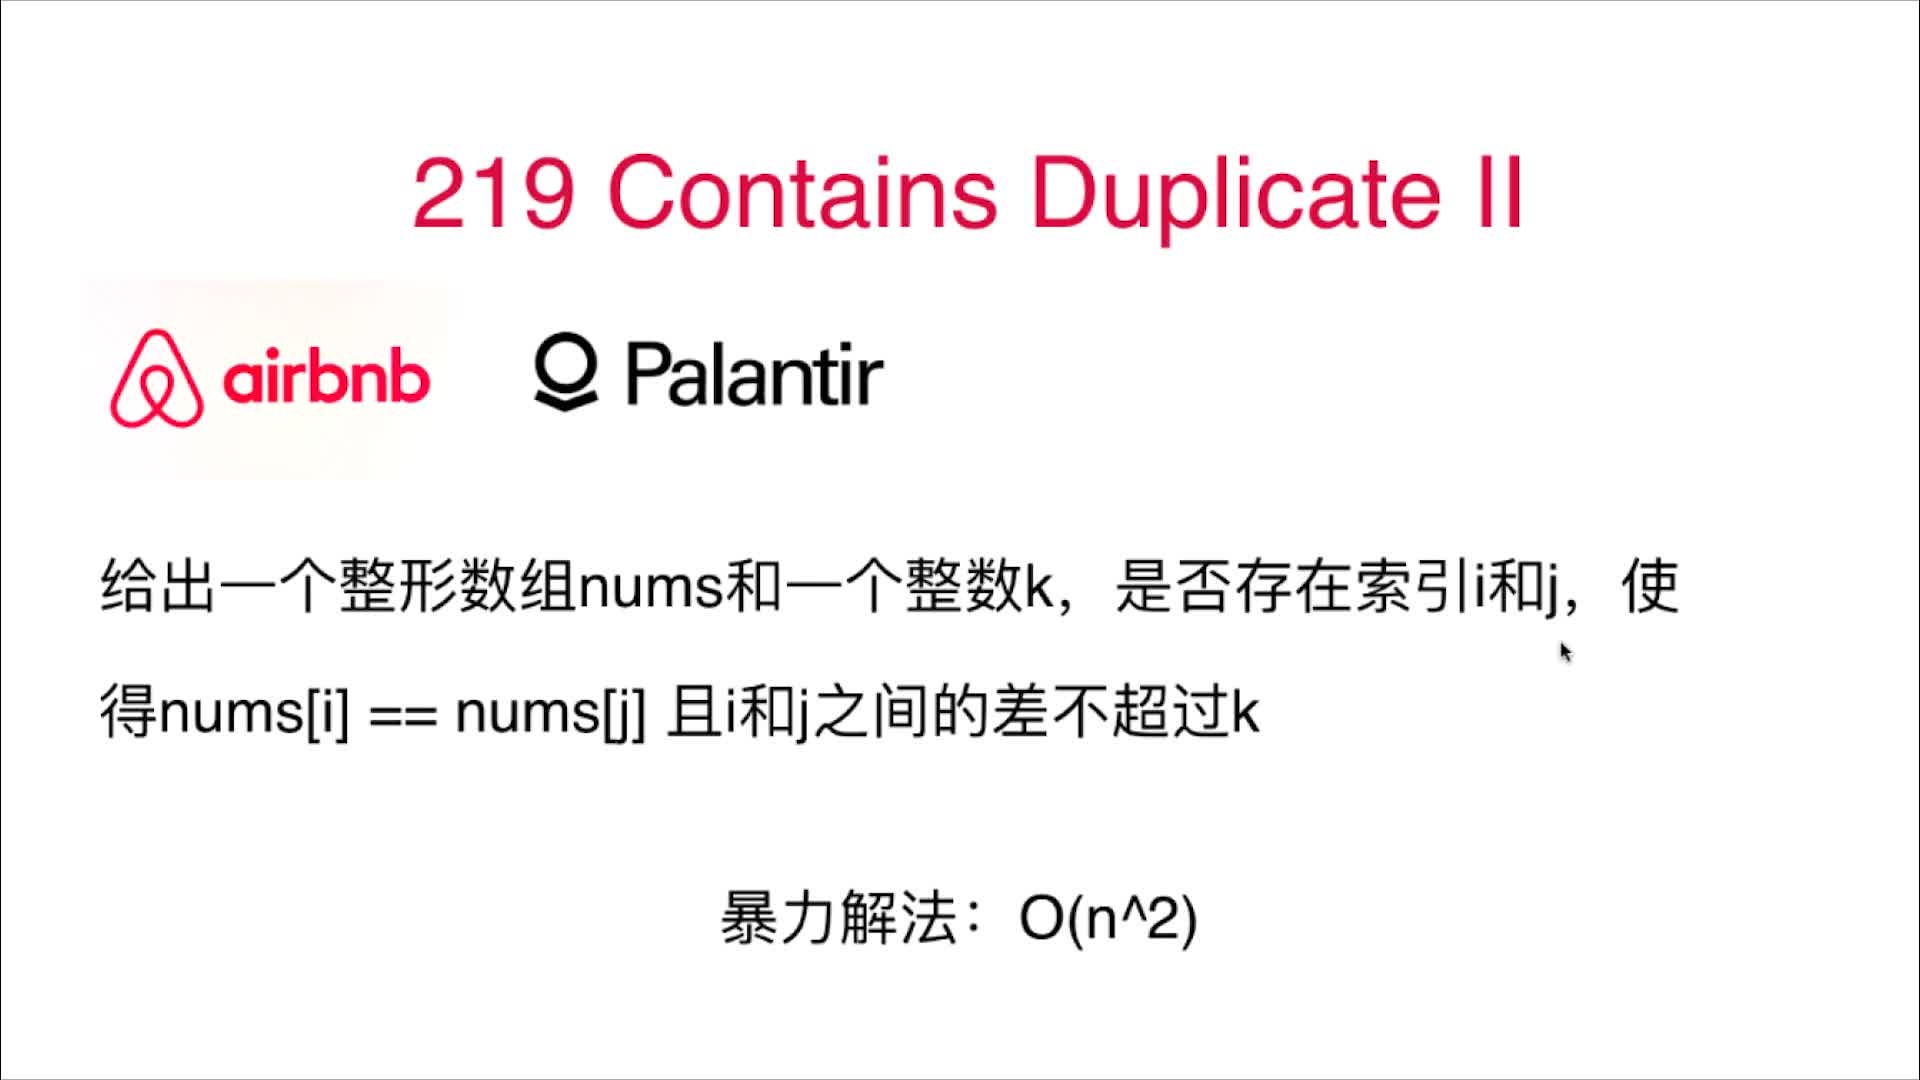 219 Contains Duplicate II
airbnb
Palantir
给出一个整形数组nums和一个整数k，是否存在索引i和j，使
得nums[i] == nums[j] 且i和j之间的差不超过k
暴力解法：O(n^2)